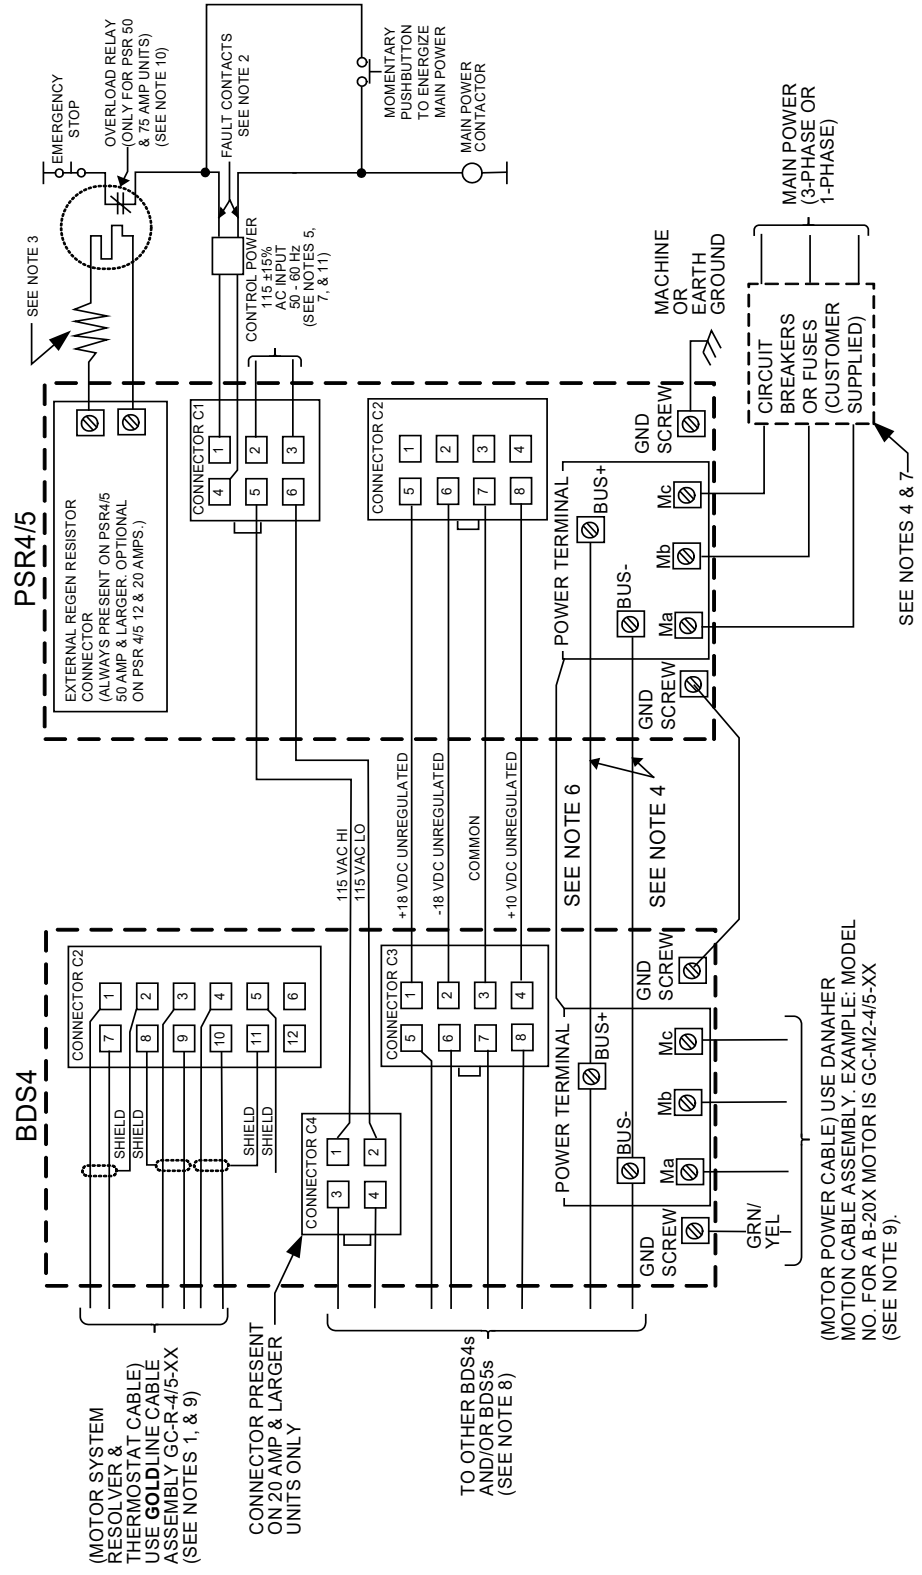 BDS4
PSR4/5
(MOTOR SYSTEM
RESOLVER &
THERMOSTAT CABLE)
USE GOLDLINE CABLE
ASSEMBLY GC-R-4/5-XX
(SEE NOTES 1, & 9)
CONNECTOR PRESENT
ON 20 AMP & LARGER
UNITS ONLY
TO OTHER BDS4s
AND/OR BDS5s
(SEE NOTE 8)
(MOTOR POWER CABLE) USE DANAHER
MOTION CABLE ASSEMBLY. EXAMPLE: MODEL
NO. FOR A B-20X MOTOR IS GC-M2-4/5-XX
(SEE NOTE 9).
CONNECTOR C2
7 1
8 2
9 3
10 4
11 5
12 6
SHIELD
SHIELD
SHIELD
SHIELD
CONNECTOR C4
3 1
4 2
CONNECTOR C3
5 1
6 2
7 3
8 4
POWER TERMINAL
BUS+
BUS-
Ma
Mb
Mc
GND
SCREW
GND
SCREW
GRN/
YEL
115 VAC HI
115 VAC LO
+18 VDC UNREGULATED
-18 VDC UNREGULATED
COMMON
+10 VDC UNREGULATED
SEE NOTE 6
SEE NOTE 4
EXTERNAL REGEN RESISTOR
CONNECTOR
(ALWAYS PRESENT ON PSR4/5
50 AMP & LARGER. OPTIONAL
ON PSR 4/5 12 & 20 AMPS.)
CONNECTOR C1
4 1
5 2
6 3
CONNECTOR C2
5 1
6 2
7 3
8 4
POWER TERMINAL
BUS+
BUS-
Ma
Mb
Mc
GND
SCREW
GND
SCREW
SEE NOTE 3
EMERGENCY
STOP
OVERLOAD RELAY
(ONLY FOR PSR 50
& 75 AMP UNITS)
(SEE NOTE 10)
FAULT CONTACTS
SEE NOTE 2
CONTROL POWER
115 ±15%
AC INPUT
50 - 60 Hz
(SEE NOTES 5,
7, & 11)
MOMENTARY
PUSHBUTTON
TO ENERGIZE
MAIN POWER
MAIN POWER
CONTACTOR
MACHINE
OR
EARTH
GROUND
CIRCUIT
BREAKERS
OR FUSES
(CUSTOMER
SUPPLIED)
MAIN POWER
(3-PHASE OR
1-PHASE)
SEE NOTES 4 & 7